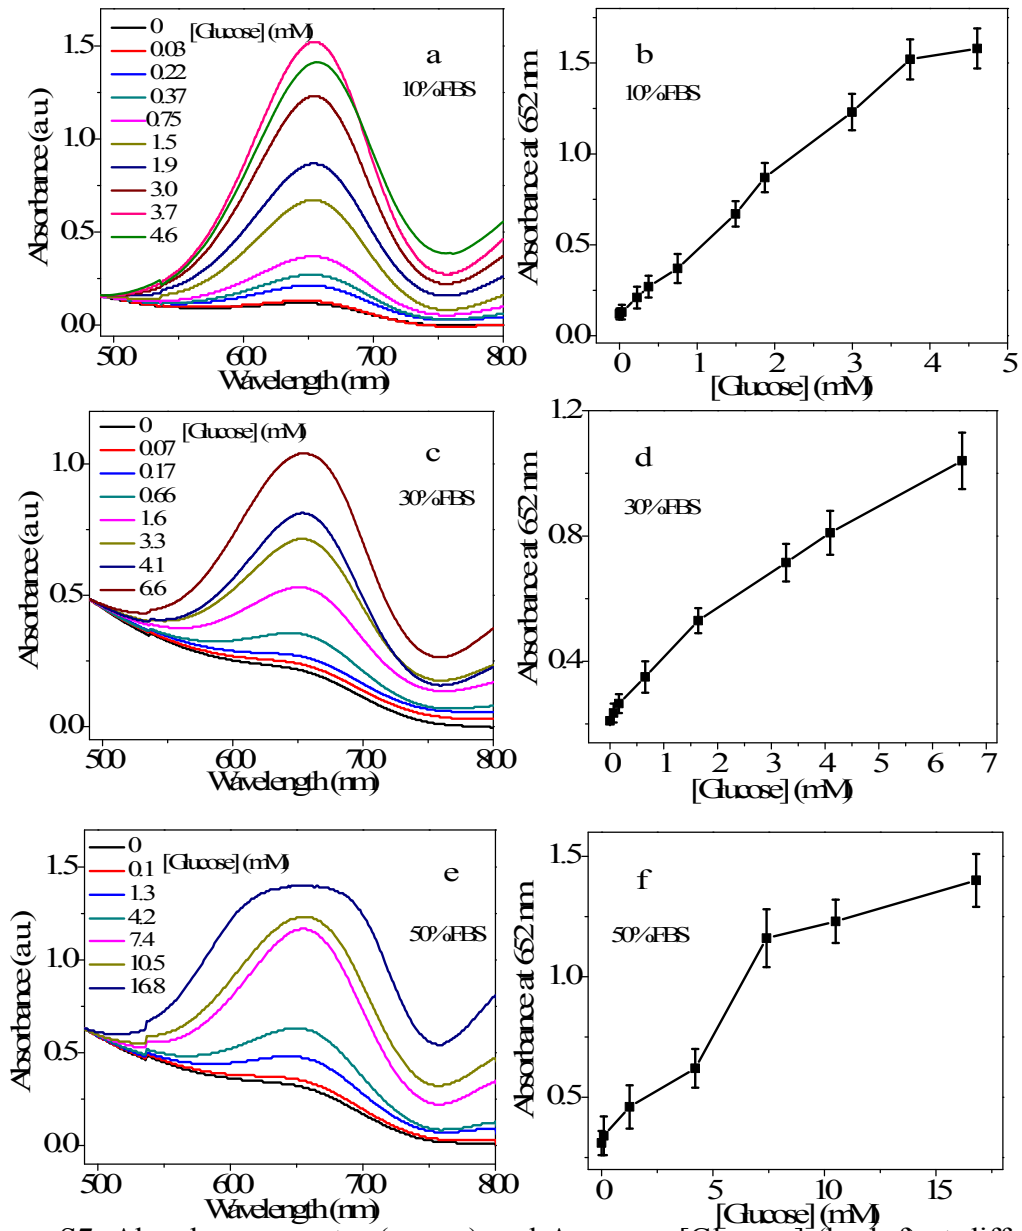 [Glucose] (mM)
0
0.03
0.22
0.37
0.75
1.5
1.9
3.0
3.7
4.6
a
10%FBS
Absorbance (a.u.)
1.5
1.0
0.5
0.0
500 600 700 800
Wavelength (nm)
b
10%FBS
Absorbance at 652 nm
1.5
1.0
0.5
0.0
0 1 2 3 4 5
[Glucose] (mM)
[Glucose] (mM)
0
0.07
0.17
0.66
1.6
3.3
4.1
6.6
c
30%FBS
Absorbance (a.u.)
1.0
0.5
0.0
500 600 700 800
Wavelength (nm)
d
30%FBS
Absorbance at 652 nm
1.2
0.8
0.4
0 1 2 3 4 5 6 7
[Glucose] (mM)
[Glucose] (mM)
0
0.1
1.3
4.2
7.4
10.5
16.8
e
50%FBS
Absorbance (a.u.)
1.5
1.0
0.5
0.0
500 600 700 800
Wavelength (nm)
f
50%FBS
Absorbance at 652 nm
1.5
1.0
0.5
0 5 10 15
[Glucose] (mM)